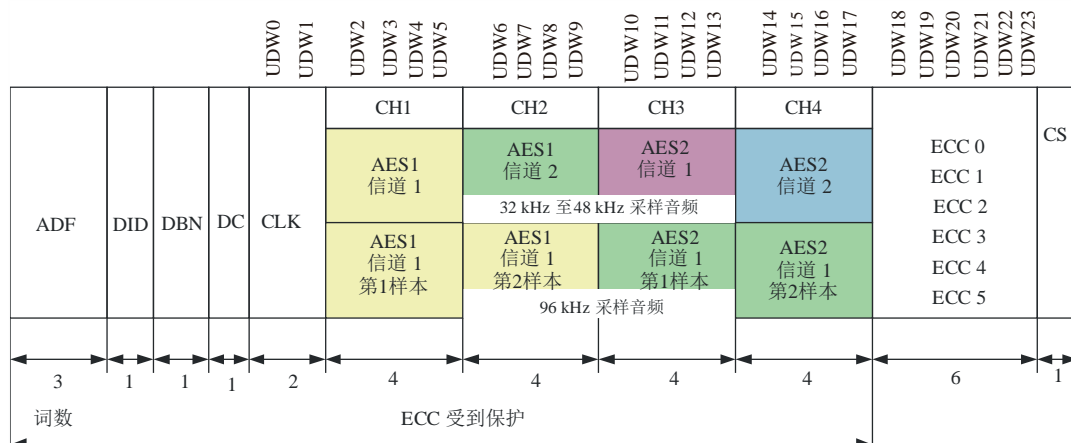 UDW0
UDW1
UDW2
UDW3
UDW4
UDW5
UDW6
UDW7
UDW8
UDW9
UDW10
UDW11
UDW12
UDW13
UDW14
UDW15
UDW16
UDW17
UDW18
UDW19
UDW20
UDW21
UDW22
UDW23
ADF
DID
DBN
DC
CLK
CH1
CH2
CH3
CH4
AES1
信道 1
AES1
信道 2
AES2
信道 1
AES2
信道 2
32 kHz 至48 kHz 采样音频
AES1
信道 1
第1样本
AES1
信道 1
第2样本
AES2
信道 1
第1样本
AES2
信道 1
第2样本
96 kHz 采样音频
ECC 0
ECC 1
ECC 2
ECC 3
ECC 4
ECC 5
CS
3
1
1
1
2
4
4
4
4
6
1
词数
ECC 受到保护